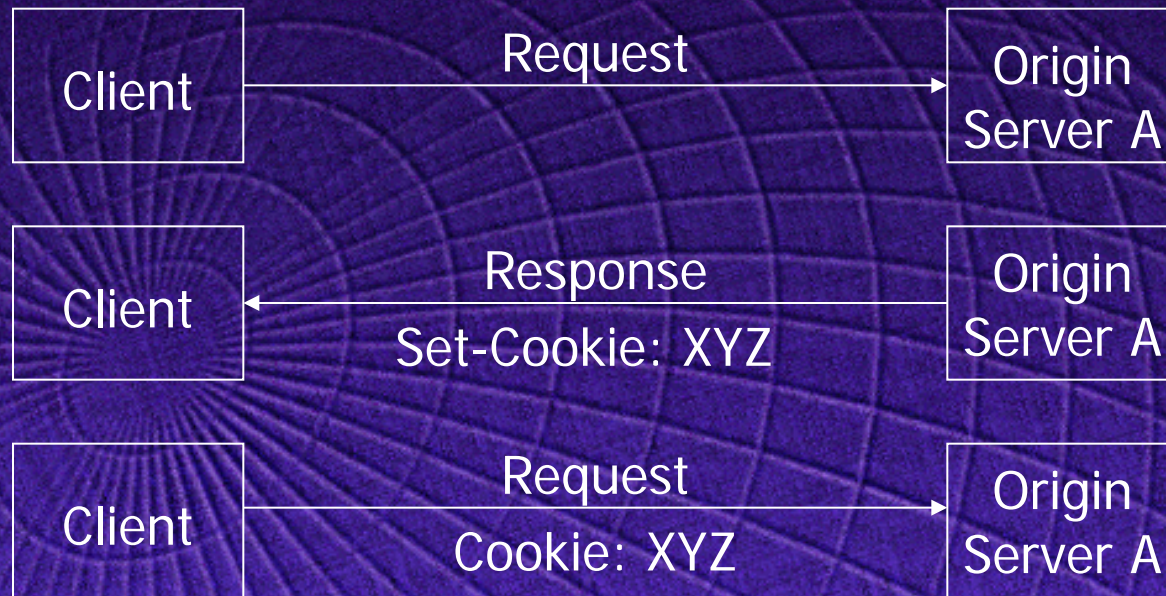 Client
Request
Origin
Server A
Client
Response
Set-Cookie: XYZ
Origin
Server A
Client
Request
Cookie: XYZ
Origin
Server A